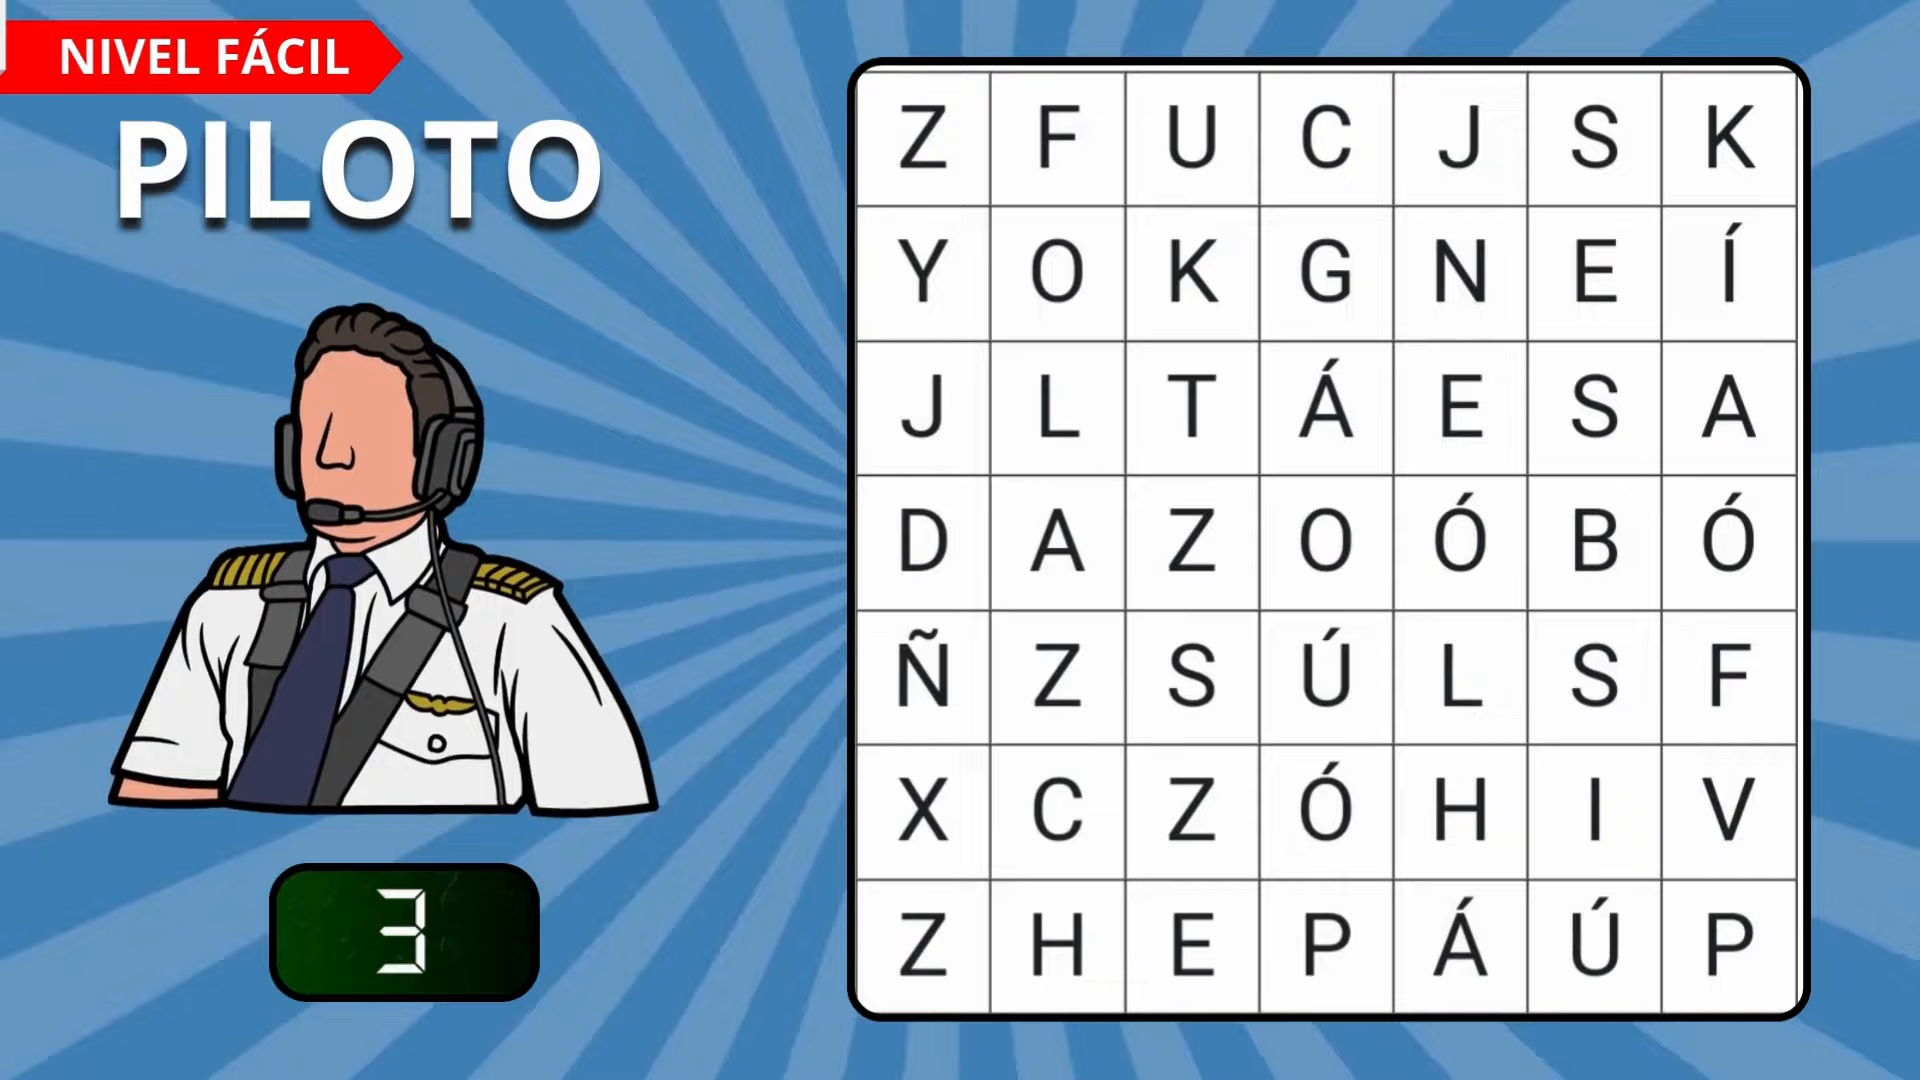 NIVEL FÁCIL
PILOTO
3
Z F U C J S K
Y O K G N E Í
J L T Á E S A
D A Z O Ó B Ó
Ñ Z S Ú L S F
X C Z Ó H I V
Z H E P Á Ú P